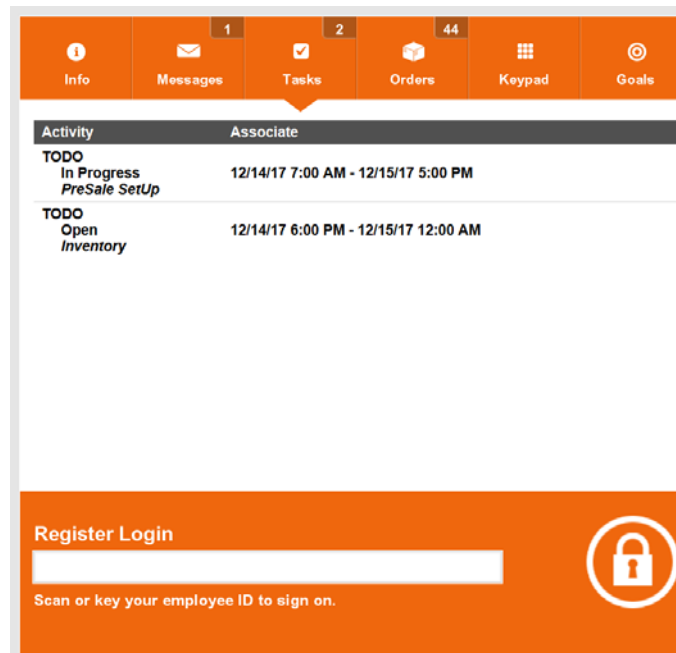 1 2 44
Info Messages Tasks Orders Keypad Goals
Activity Associate
TODO
In Progress 12/14/17 7:00 AM - 12/15/17 5:00 PM
PreSale SetUp
TODO
Open 12/14/17 6:00 PM - 12/15/17 12:00 AM
Inventory
Register Login
Scan or key your employee ID to sign on.